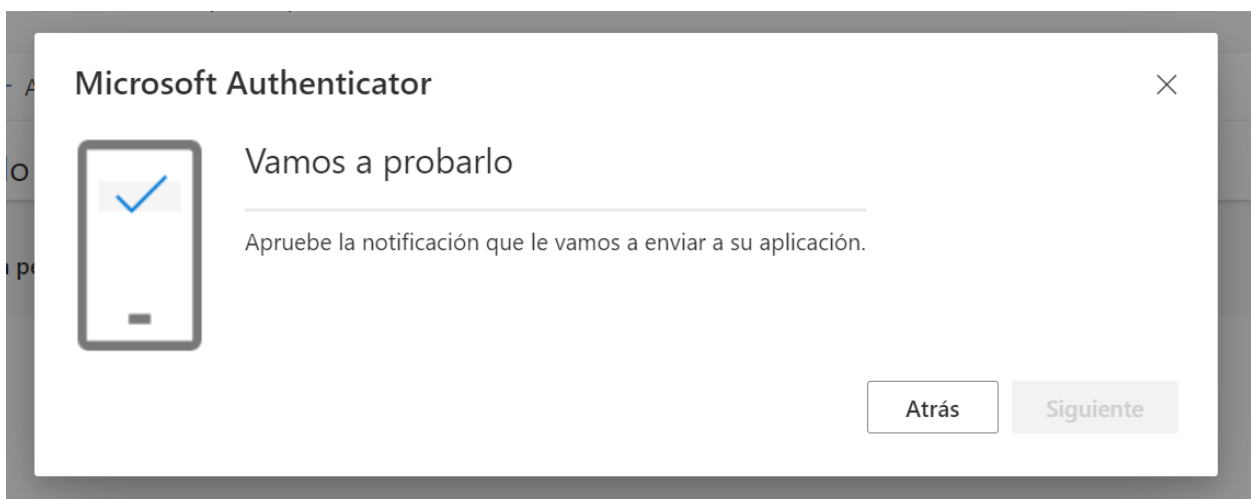 Microsoft Authenticator
Vamos a probarlo
Apruebe la notificación que le vamos a enviar a su aplicación.
Atrás
Siguiente